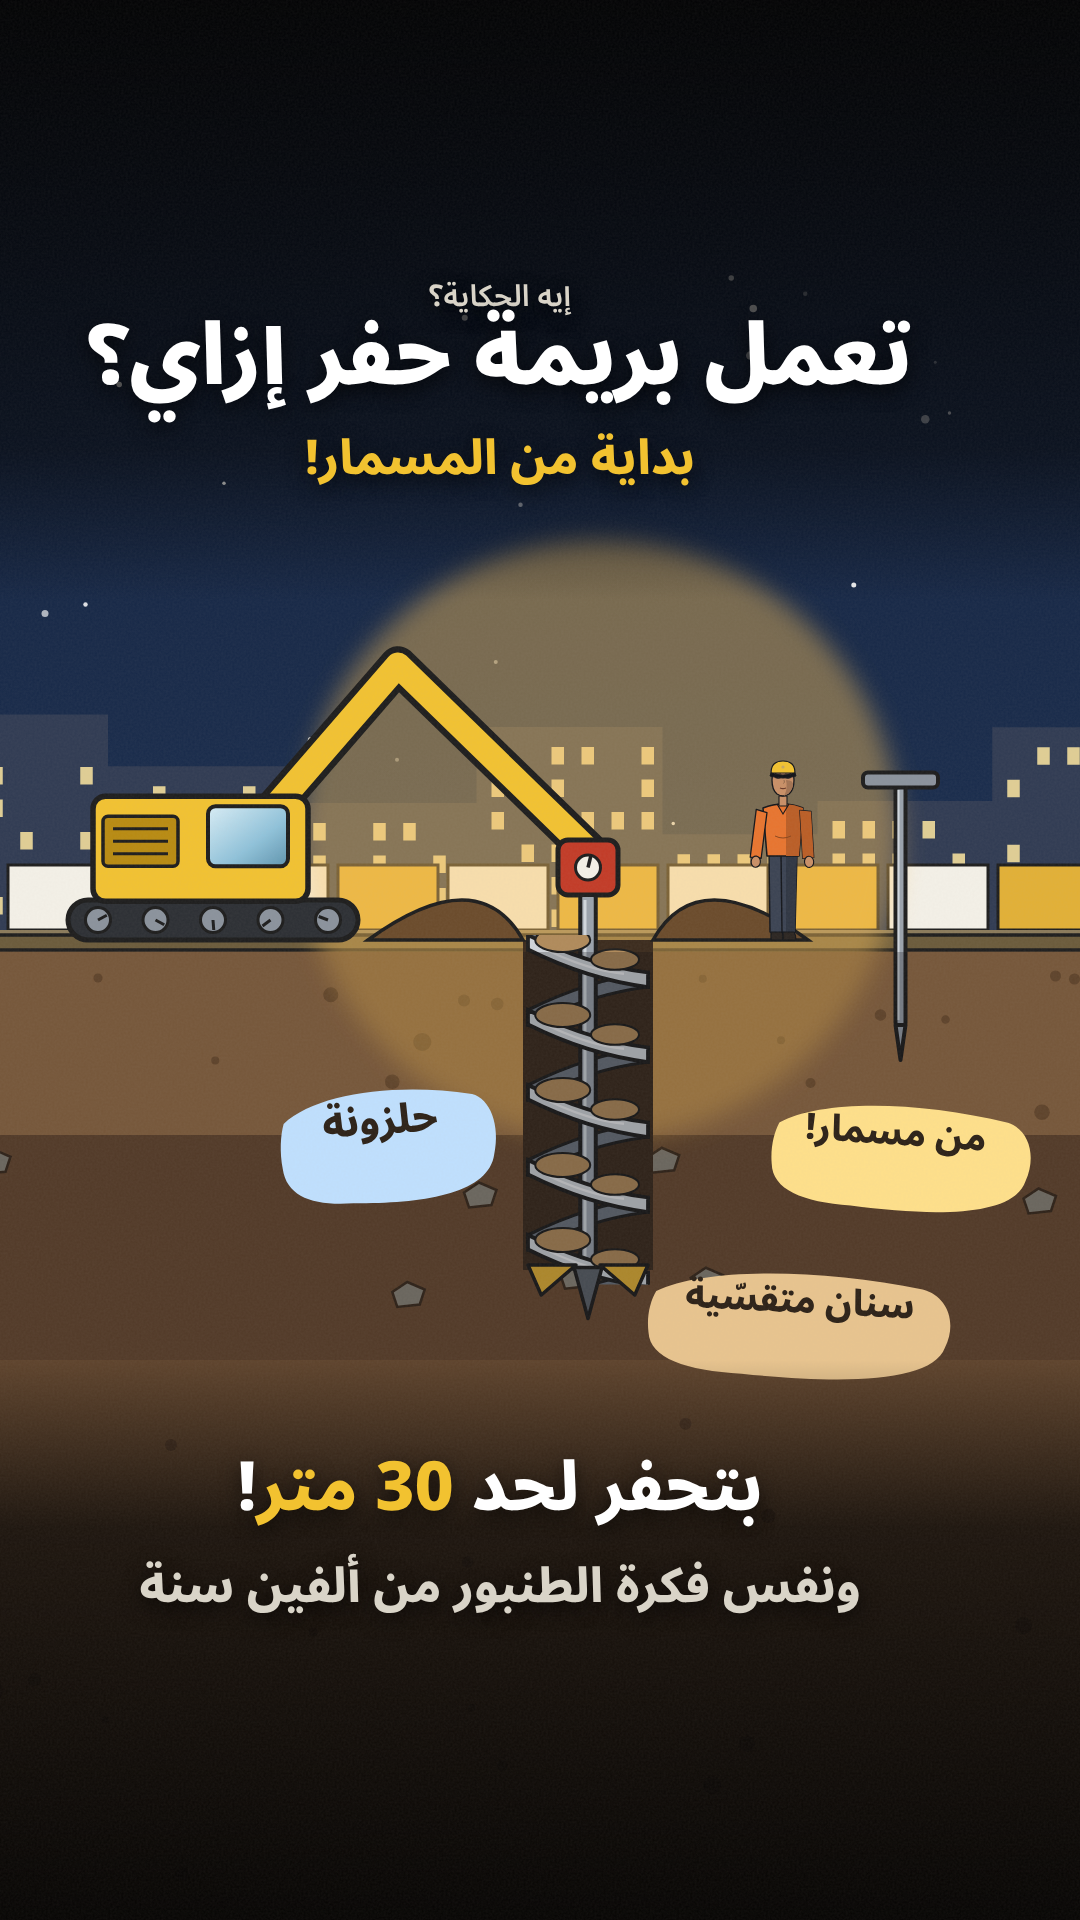 إيه الحكاية؟
تعمل بريمة حفر إزاي؟
بداية من المسمار!
حلزونة
من مسمار!
سنان متقسّية
بتحفر لحد 30 متر!
ونفس فكرة الطنبور من ألفين سنة